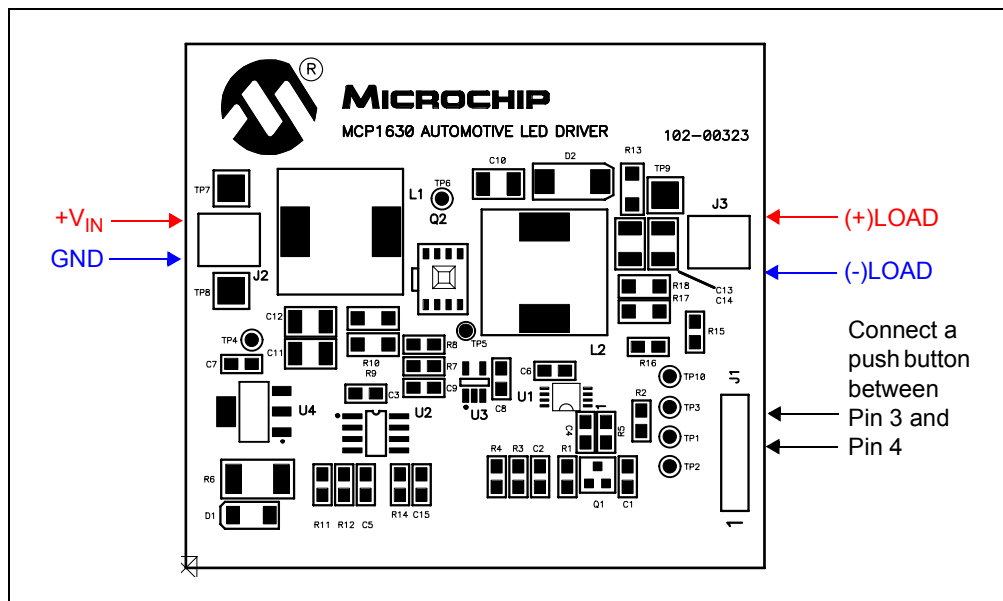 ®
MICROCHIP
MCP1630 AUTOMOTIVE LED DRIVER
102-00323
R13
C10
D2
TP9
TP7
TP6
L1
Q2
J3
+VIN
(+)LOAD
GND
(-)LOAD
J2
TP8
R18
R17
C13
C14
C12
TP4
TP5
R8
R15
L2
Connect a
push button
between
Pin 3 and
Pin 4
C7
C11
R10
R9
R7
R16
C6
TP10
J1
C9
C3
U3
C8
U1
R2
TP3
U4
U2
C4
R5
1
TP1
TP2
R6
R4
R3
C2
R1
Q1
C1
D1
R11
R12
C5
R14
C15
1